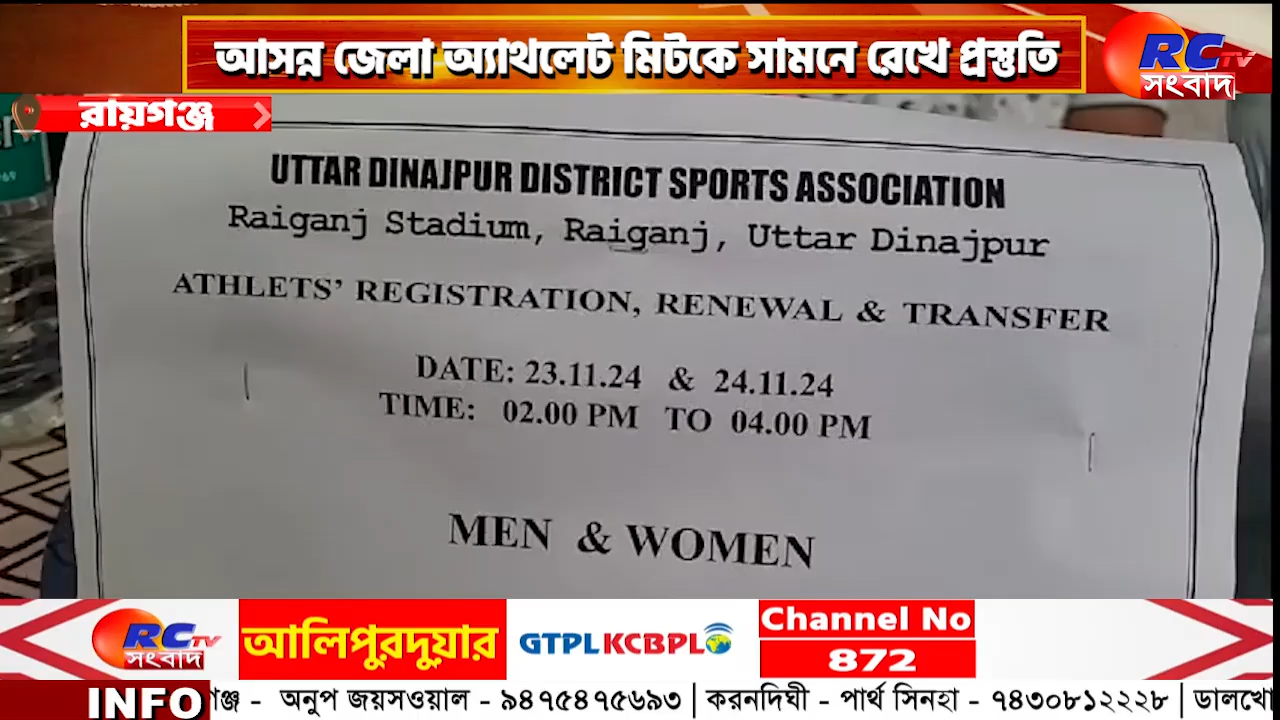 আসন্ন জেলা অ্যাথলেট মিটকে সামনে রেখে প্রস্তুতি
RC TV
সংবাদ
রায়গঞ্জ
UTTAR DINAJPUR DISTRICT SPORTS ASSOCIATION
Raiganj Stadium, Raiganj, Uttar Dinajpur
ATHLETS' REGISTRATION, RENEWAL & TRANSFER
DATE: 23.11.24 & 24.11.24
TIME: 02.00 PM TO 04.00 PM
MEN & WOMEN
RC TV
সংবাদ
আলিপুরদুয়ার
GTPL KCBPL
Channel No
872
INFO
গঞ্জ - অনুপ জয়সওয়াল - ৯৪৭৫৪৭৫৬৯৩ | করনদিঘী - পার্থ সিনহা - ৭৪৩০৮১২২২৮ | ডালখো